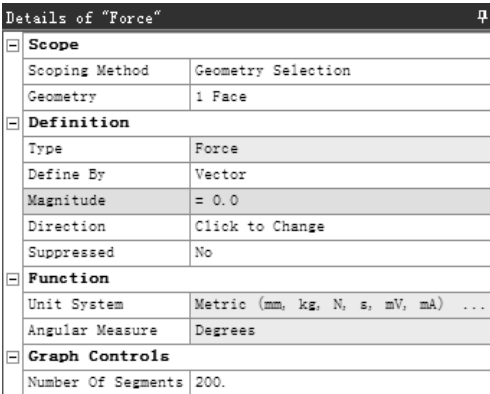 Details of "Force"
Scope
Scoping Method Geometry Selection
Geometry 1 Face
Definition
Type Force
Define By Vector
Magnitude = 0.0
Direction Click to Change
Suppressed No
Function
Unit System Metric (mm, kg, N, s, mV, mA) ...
Angular Measure Degrees
Graph Controls
Number Of Segments 200.